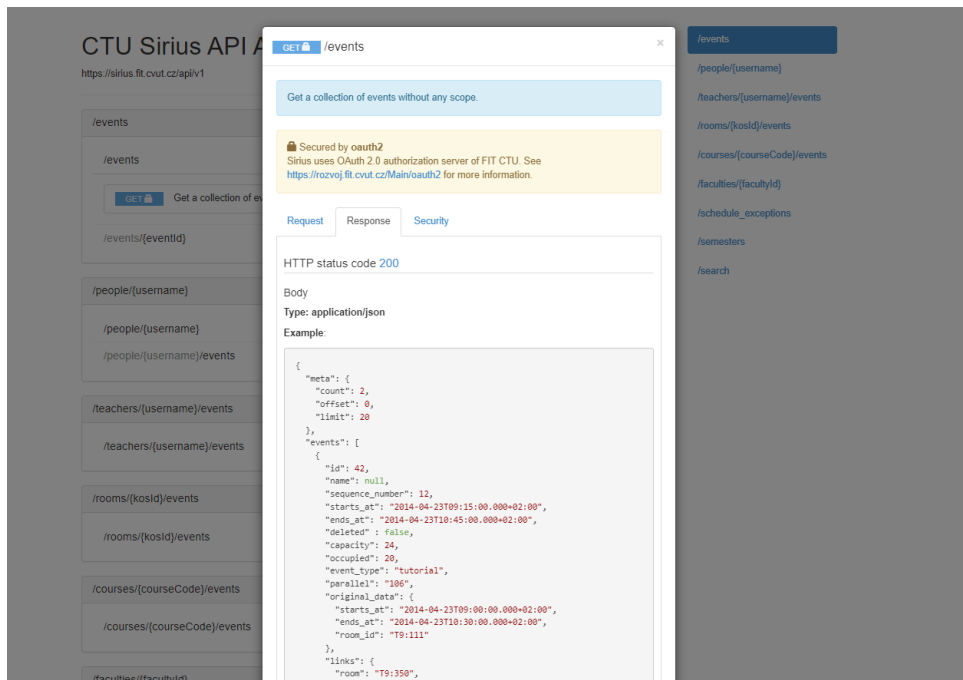 CTU Sirius API A
https://sirius.fit.cvut.cz/api/v1
/events
/events
GET Get a collection of ev
/events/{eventId}
/people/{username}
/people/{username}
/people/{username}/events
/teachers/{username}/events
/teachers/{username}/events
/rooms/{kosId}/events
/rooms/{kosId}/events
/courses/{courseCode}/events
/courses/{courseCode}/events
/faculties/{facultyId}
GET /events ×
Get a collection of events without any scope.
Secured by oauth2
Sirius uses OAuth 2.0 authorization server of FIT CTU. See
https://rozvoj.fit.cvut.cz/Main/oauth2 for more information.
Request Response Security
HTTP status code 200
Body
Type: application/json
Example:
{
"meta": {
"count": 2,
"offset": 0,
"limit": 20
},
"events": [
{
"id": 42,
"name": null,
"sequence_number": 12,
"starts_at": "2014-04-23T09:15:00.000+02:00",
"ends_at": "2014-04-23T10:45:00.000+02:00",
"deleted" : false,
"capacity": 24,
"occupied": 20,
"event_type": "tutorial",
"parallel": "106",
"original_data": {
"starts_at": "2014-04-23T09:00:00.000+02:00",
"ends_at": "2014-04-23T10:30:00.000+02:00",
"room_id": "T9:111"
},
"links": {
"room": "T9:350",
/events
/people/{username}
/teachers/{username}/events
/rooms/{kosId}/events
/courses/{courseCode}/events
/faculties/{facultyId}
/schedule_exceptions
/semesters
/search